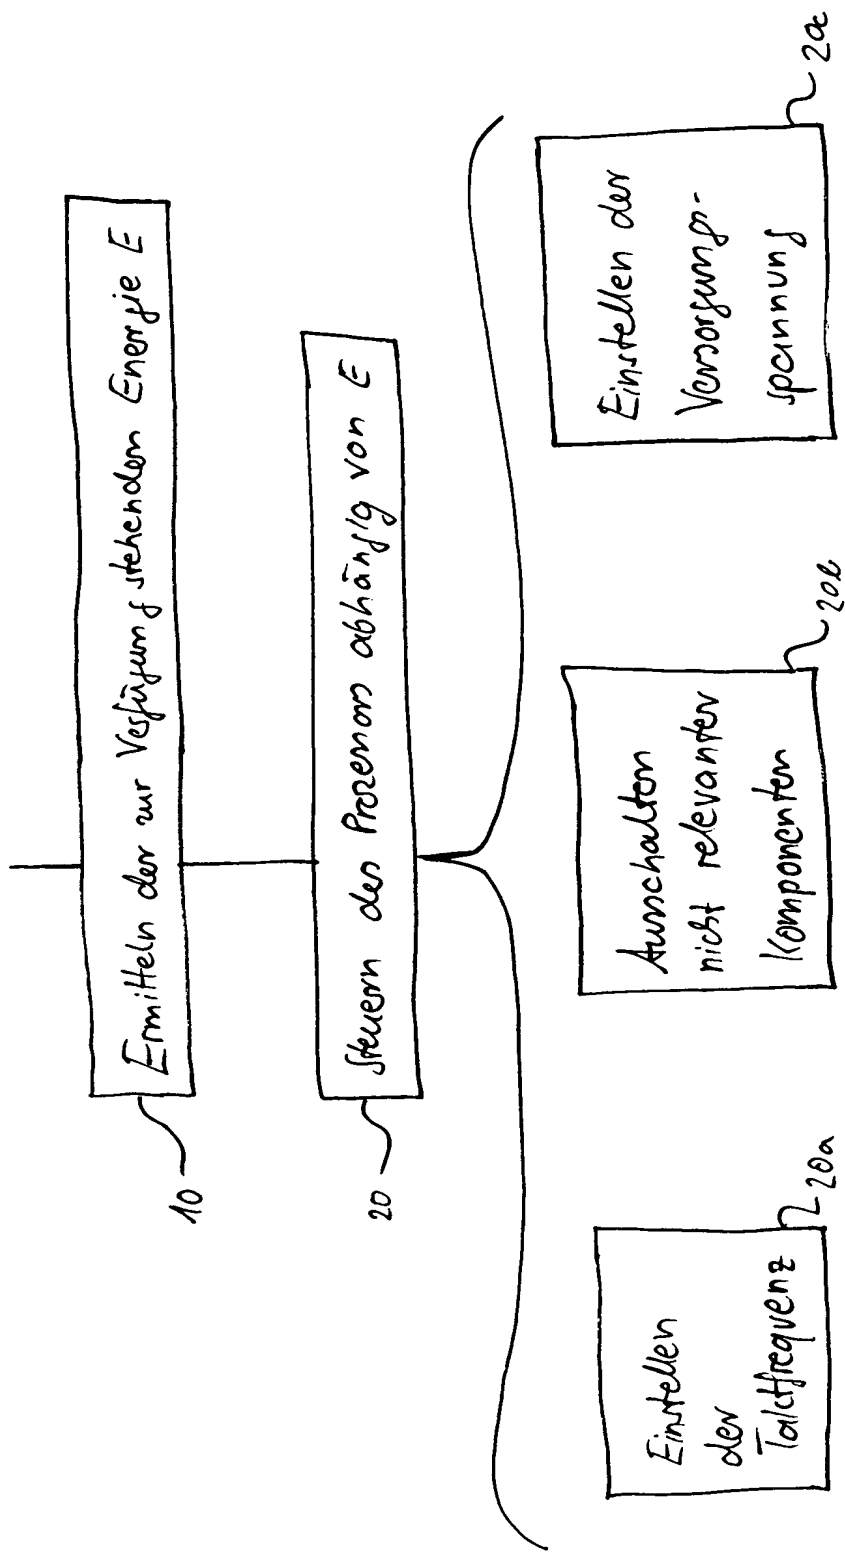 Ermitteln der zur Verfügung stehenden Energie E
10
Steuern des Prozessors abhängig von E
20
Einstellen
der
Taktfrequenz
20a
Ausschalten
nicht relevanter
Komponenten
20b
Einstellen der
Versorgungs-
spannung
20c